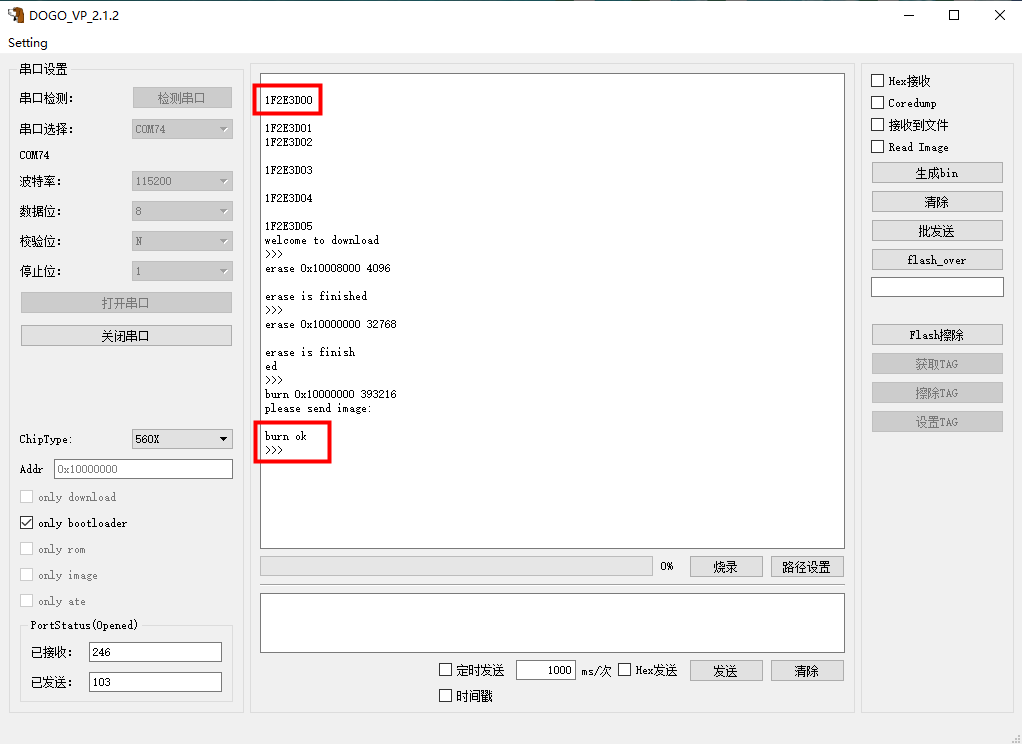 DOGO_VP_2.1.2
Setting
串口设置
串口检测:
检测串口
串口选择:
COM74
COM74
波特率:
115200
数据位:
8
校验位:
N
停止位:
1
打开串口
关闭串口
ChipType:
560X
Addr
0x10000000
only download
only bootloader
only rom
only image
only ate
PortStatus(Opened)
已接收:
246
已发送:
103
1F2E3D00
1F2E3D01
1F2E3D02
1F2E3D03
1F2E3D04
1F2E3D05
welcome to download
>>>
erase 0x10008000 4096
erase is finished
>>>
erase 0x10000000 32768
erase is finish
ed
>>>
burn 0x10000000 393216
please send image:
burn ok
>>>
0%
烧录
路径设置
定时发送
1000
ms/次
Hex发送
发送
清除
时间戳
Hex接收
Coredump
接收到文件
Read Image
生成bin
清除
批发送
flash_over
Flash擦除
获取TAG
擦除TAG
设置TAG